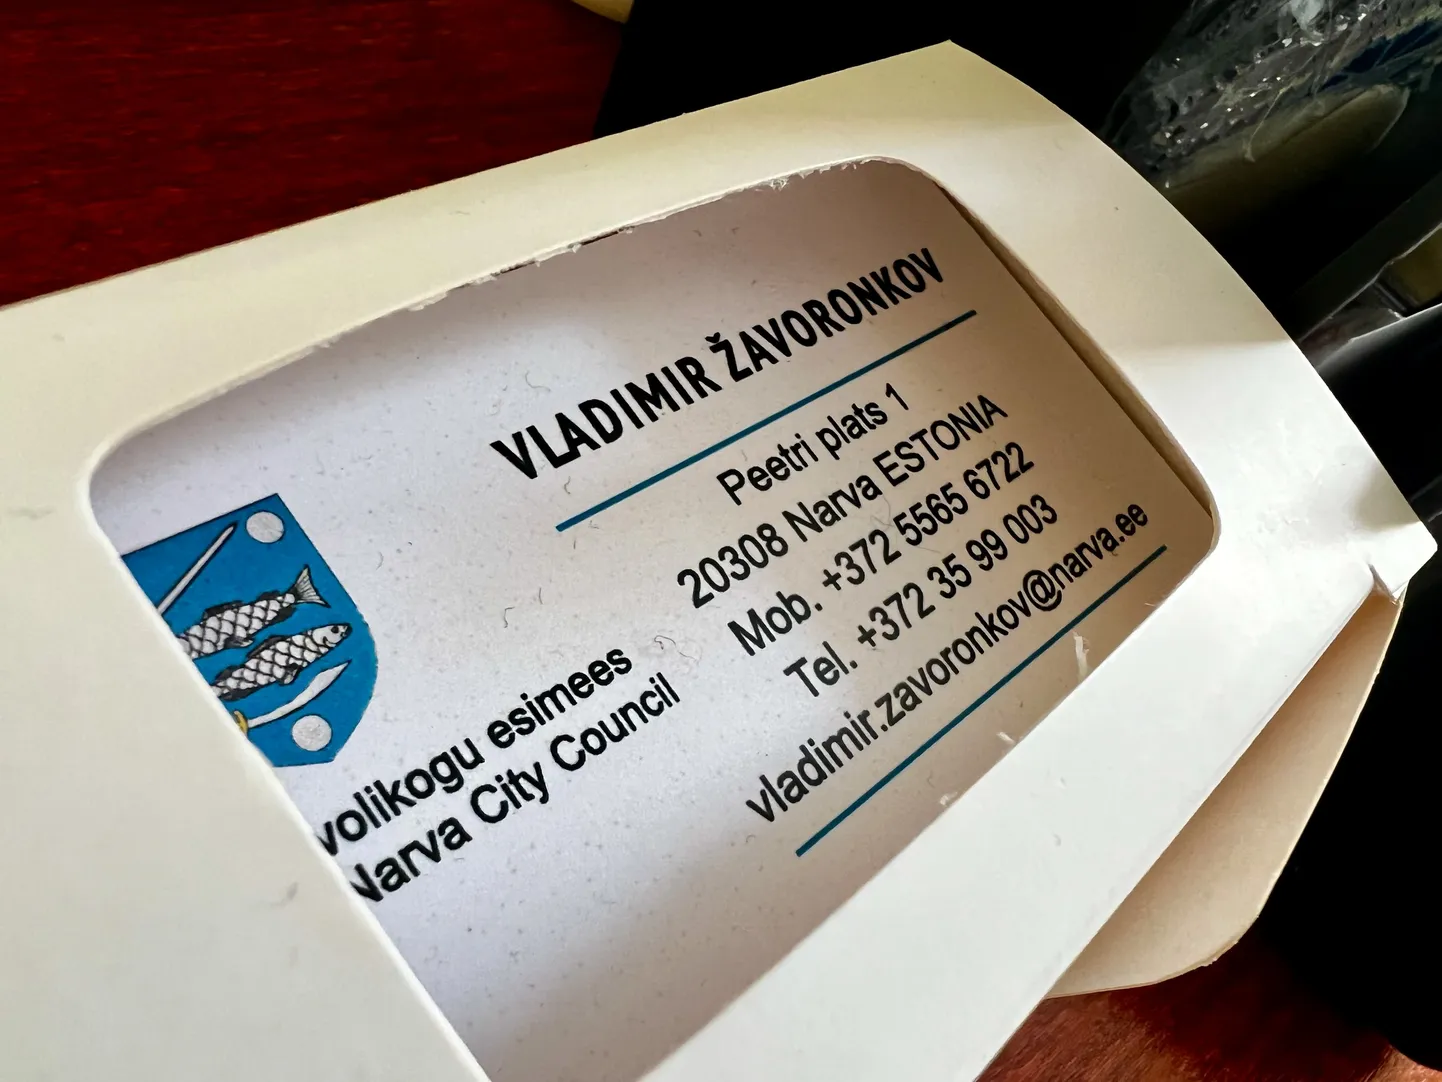 VLADIMIR ŽAVORONKOV
Peetri plats 1
20308 Narva ESTONIA
Mob. +372 5565 6722
Tel. +372 35 99 003
vladimir.zavoronkov@narva.ee
volikogu esimees
Narva City Council